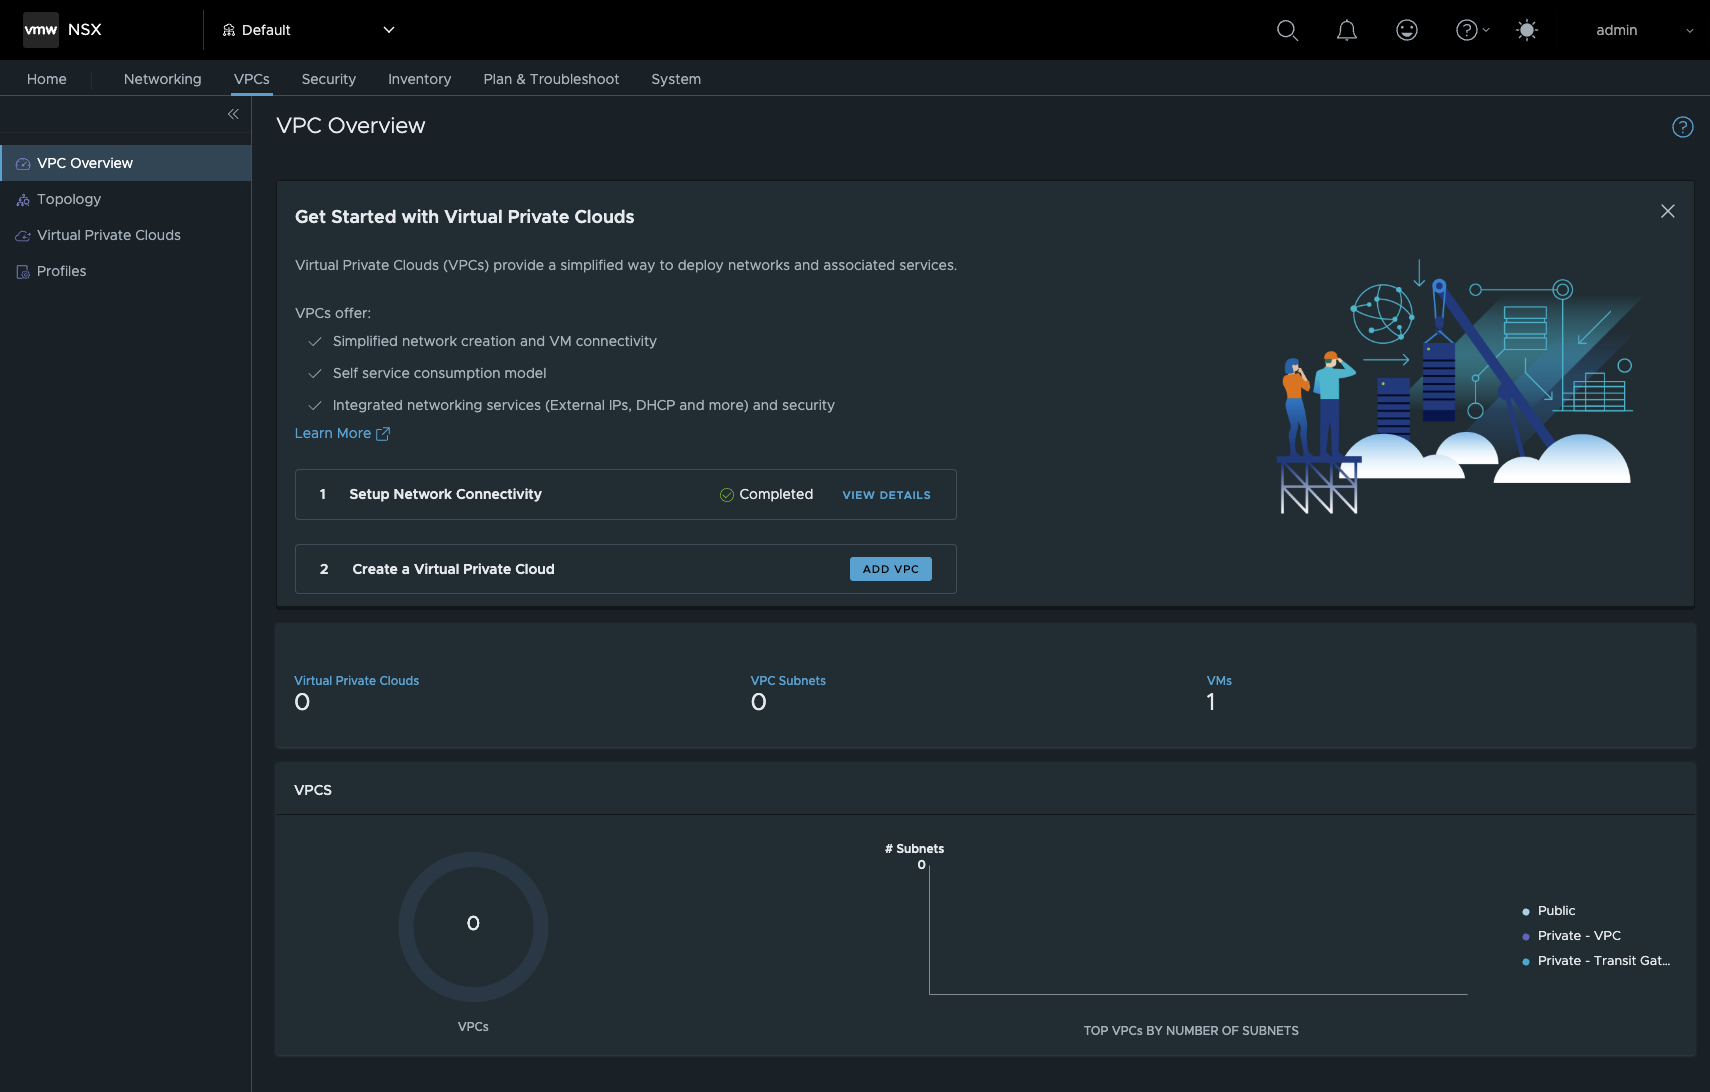 vmw NSX
Default
admin
Home
Networking
VPCs
Security
Inventory
Plan & Troubleshoot
System
VPC Overview
Topology
Virtual Private Clouds
Profiles
VPC Overview
Get Started with Virtual Private Clouds
Virtual Private Clouds (VPCs) provide a simplified way to deploy networks and associated services.
VPCs offer:
Simplified network creation and VM connectivity
Self service consumption model
Integrated networking services (External IPs, DHCP and more) and security
Learn More
1 Setup Network Connectivity Completed VIEW DETAILS
2 Create a Virtual Private Cloud ADD VPC
Virtual Private Clouds
0
VPC Subnets
0
VMs
1
VPCS
0
VPCs
# Subnets
0
TOP VPCs BY NUMBER OF SUBNETS
Public
Private - VPC
Private - Transit Gat...